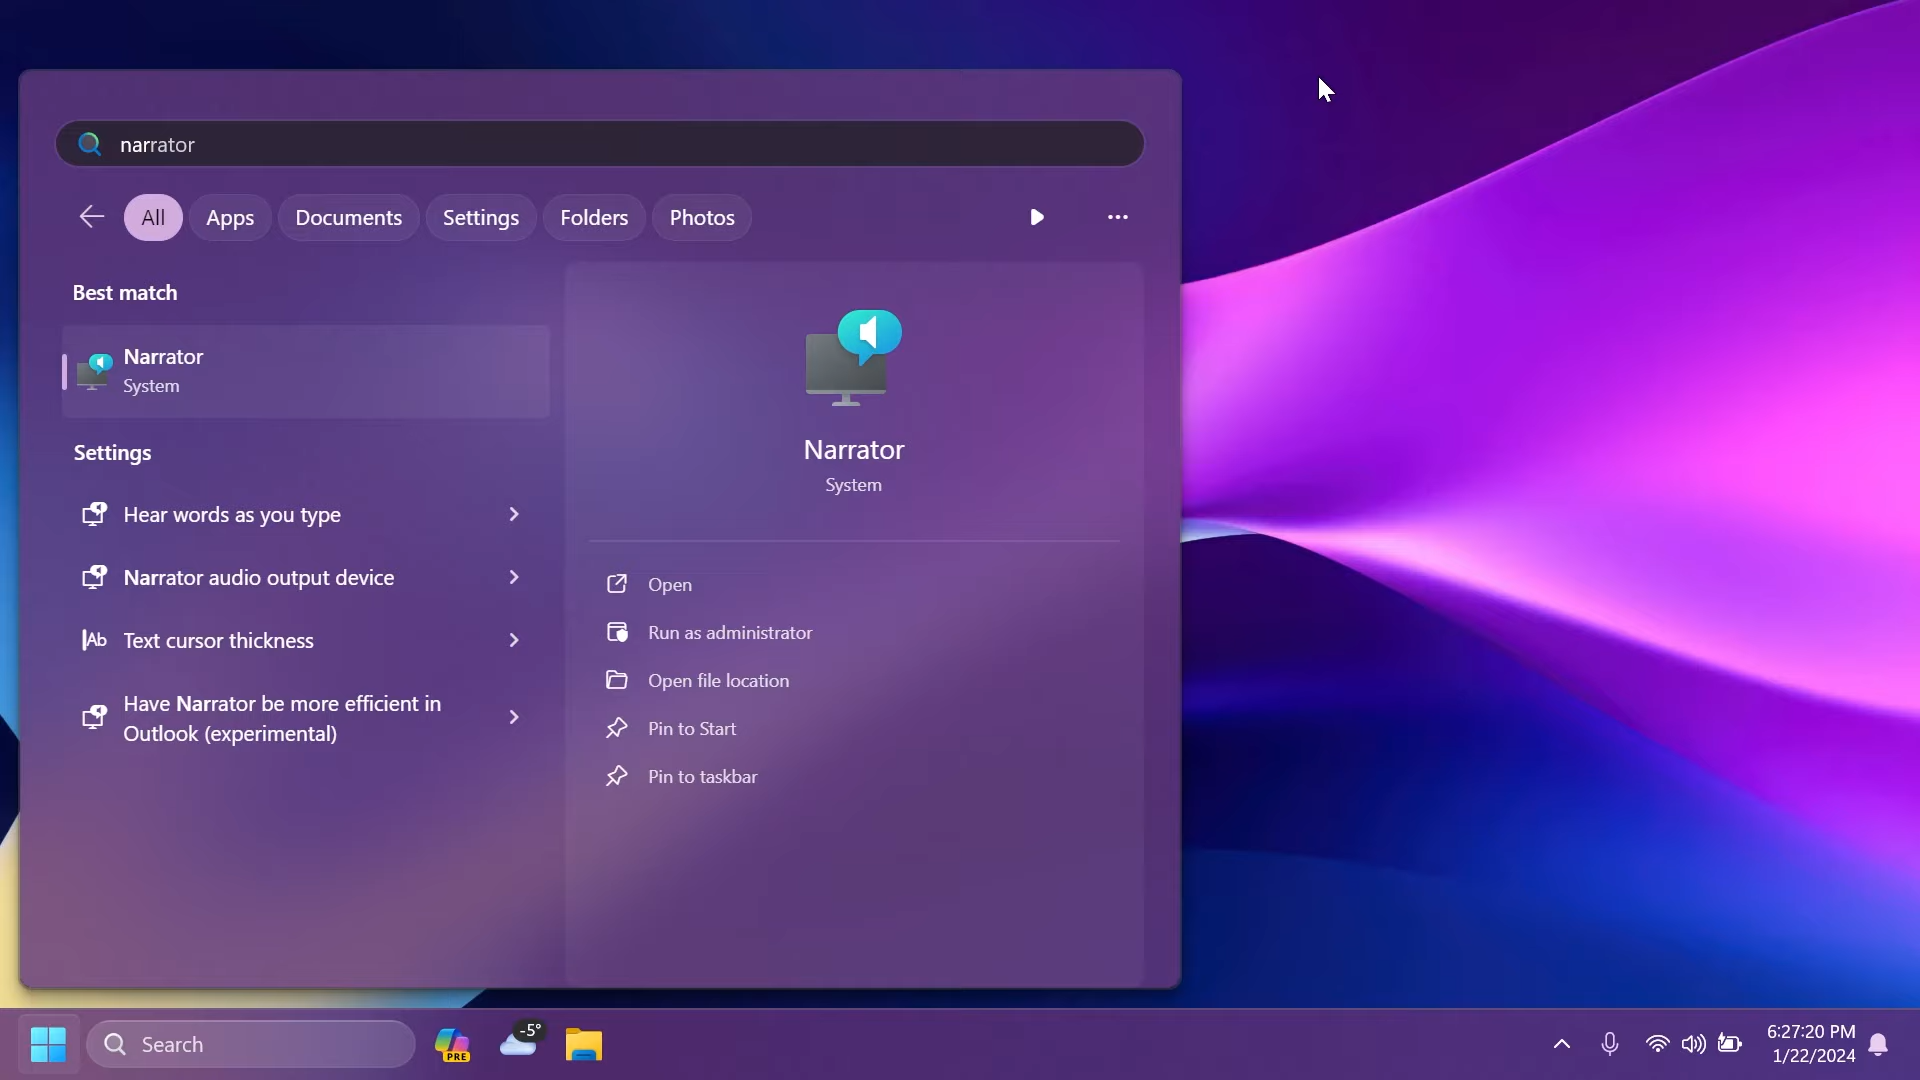 narrator
All
Apps
Documents
Settings
Folders
Photos
Best match
Narrator
System
Settings
Hear words as you type
Narrator audio output device
Text cursor thickness
Have Narrator be more efficient in
Outlook (experimental)
Narrator
System
Open
Run as administrator
Open file location
Pin to Start
Pin to taskbar
Search
PRE
-5°
6:27:20 PM
1/22/2024